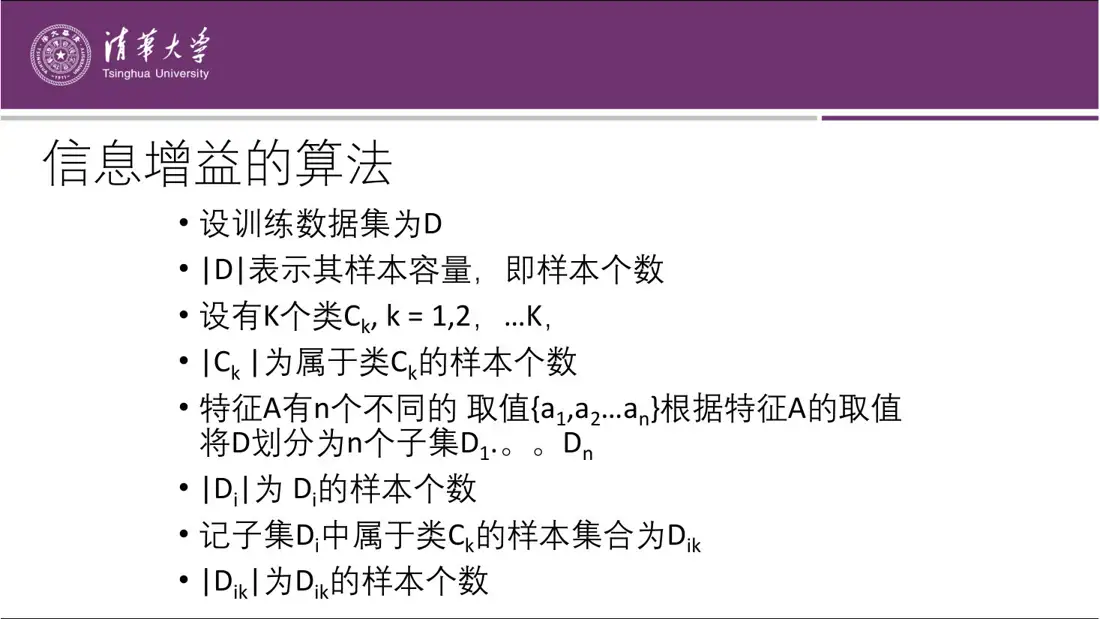 清华大学
Tsinghua University
信息增益的算法
• 设训练数据集为D
• |D|表示其样本容量，即样本个数
• 设有K个类Ck, k = 1,2，…K，
• |Ck |为属于类Ck的样本个数
• 特征A有n个不同的 取值{a1,a2…an}根据特征A的取值
将D划分为n个子集D1.。。Dn
• |Di|为 Di的样本个数
• 记子集Di中属于类Ck的样本集合为Dik
• |Dik|为Dik的样本个数